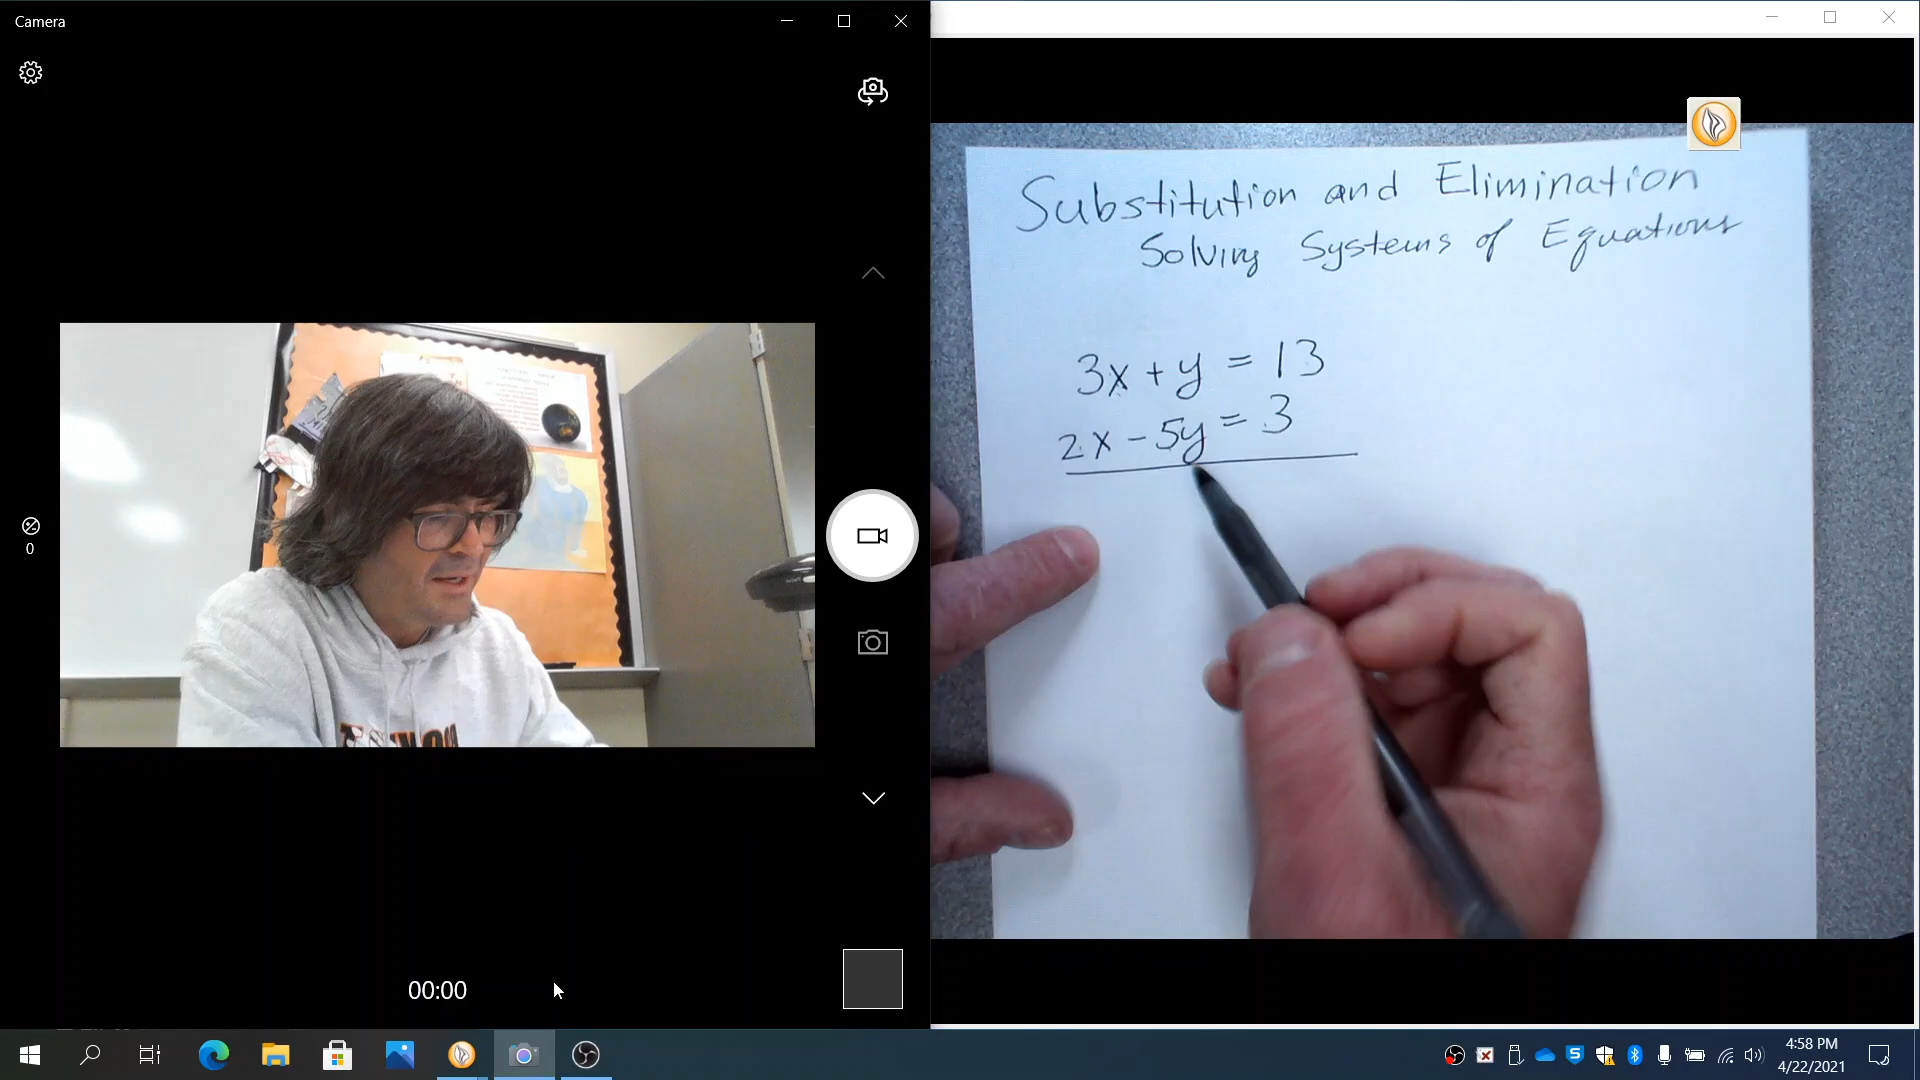 Camera
0
00:00
Substitution and Elimination
Solving Systems of Equations
3x + y = 13
2x - 5y = 3
4:58 PM
4/22/2021